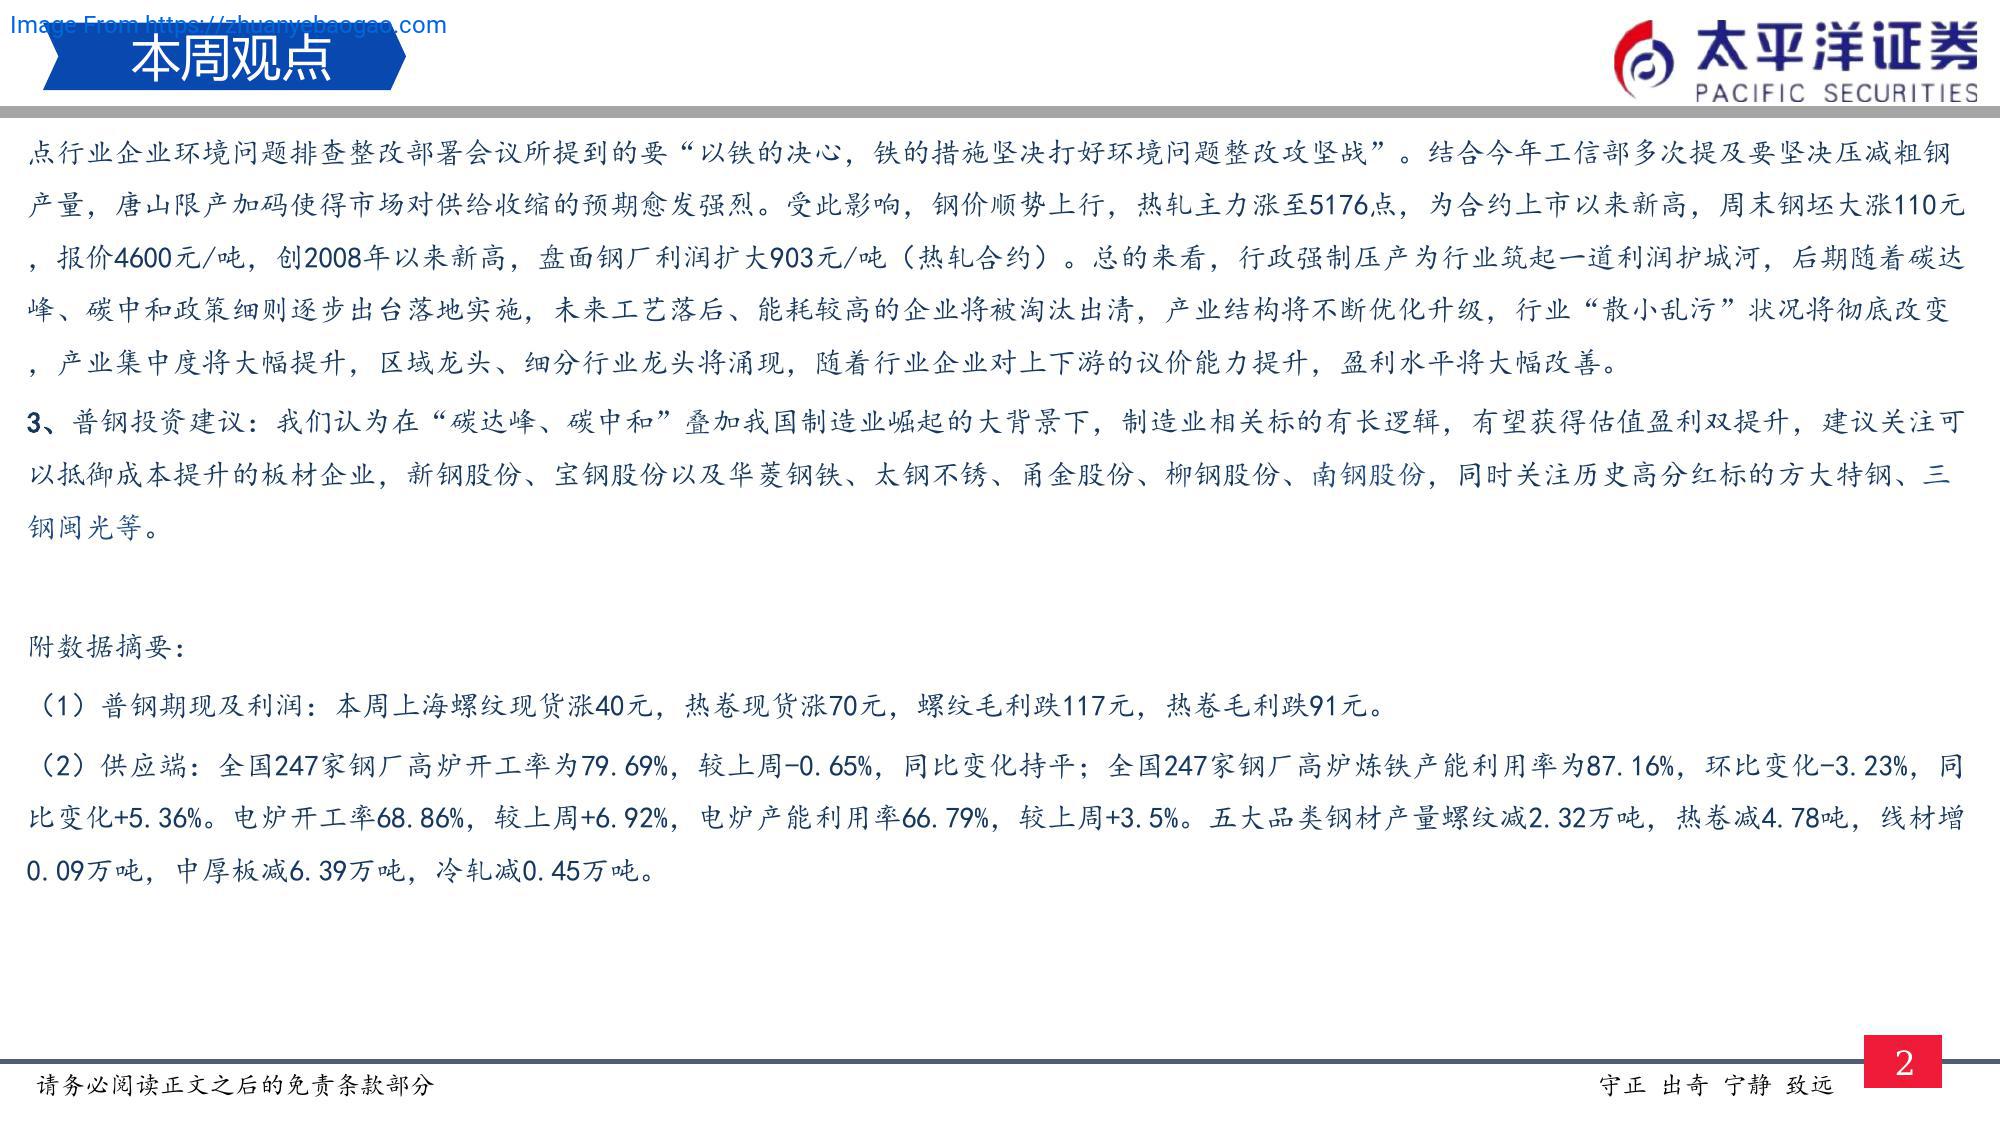 Image From https://zhuanyebaogao.com
本周观点
太平洋证券
PACIFIC SECURITIES
点行业企业环境问题排查整改部署会议所提到的要“以铁的决心，铁的措施坚决打好环境问题整改攻坚战”。结合今年工信部多次提及要坚决压减粗钢
产量，唐山限产加码使得市场对供给收缩的预期愈发强烈。受此影响，钢价顺势上行，热轧主力涨至5176点，为合约上市以来新高，周末钢坯大涨110元
，报价4600元/吨，创2008年以来新高，盘面钢厂利润扩大903元/吨（热轧合约）。总的来看，行政强制压产为行业筑起一道利润护城河，后期随着碳达
峰、碳中和政策细则逐步出台落地实施，未来工艺落后、能耗较高的企业将被淘汰出清，产业结构将不断优化升级，行业“散小乱污”状况将彻底改变
，产业集中度将大幅提升，区域龙头、细分行业龙头将涌现，随着行业企业对上下游的议价能力提升，盈利水平将大幅改善。
3、普钢投资建议：我们认为在“碳达峰、碳中和”叠加我国制造业崛起的大背景下，制造业相关标的有长逻辑，有望获得估值盈利双提升，建议关注可
以抵御成本提升的板材企业，新钢股份、宝钢股份以及华菱钢铁、太钢不锈、甬金股份、柳钢股份、南钢股份，同时关注历史高分红标的方大特钢、三
钢闽光等。
附数据摘要：
（1）普钢期现及利润：本周上海螺纹现货涨40元，热卷现货涨70元，螺纹毛利跌117元，热卷毛利跌91元。
（2）供应端：全国247家钢厂高炉开工率为79.69%，较上周-0.65%，同比变化持平；全国247家钢厂高炉炼铁产能利用率为87.16%，环比变化-3.23%，同
比变化+5.36%。电炉开工率68.86%，较上周+6.92%，电炉产能利用率66.79%，较上周+3.5%。五大品类钢材产量螺纹减2.32万吨，热卷减4.78吨，线材增
0.09万吨，中厚板减6.39万吨，冷轧减0.45万吨。
请务必阅读正文之后的免责条款部分
守正 出奇 宁静 致远
2